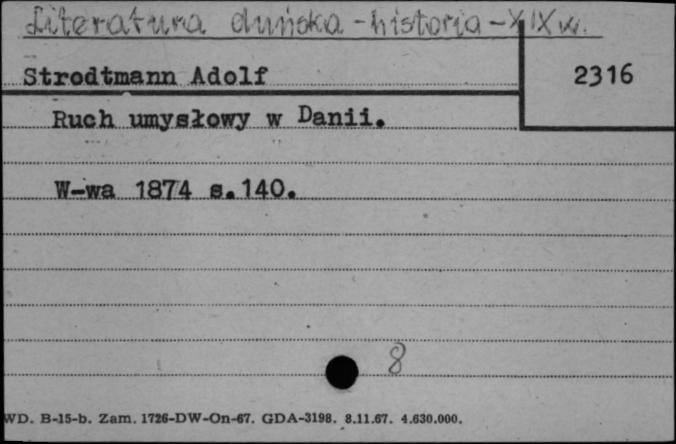 Literatura duńska - historia - XIX w.
Strodtmann Adolf
2316
Ruch umysłowy w Danii.
W-wa 1874 s.140.
8
WD. B-15-b. Zam. 1726-DW-On-67. GDA-3198. 8.11.67. 4.630.000.